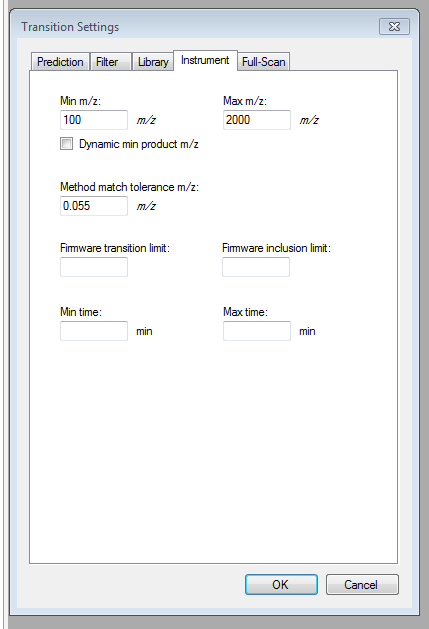 Transition Settings
Prediction Filter Library Instrument Full-Scan
Min m/z: Max m/z:
100 m/z 2000 m/z
Dynamic min product m/z
Method match tolerance m/z:
0.055 m/z
Firmware transition limit: Firmware inclusion limit:
Min time: Max time:
min min
OK Cancel